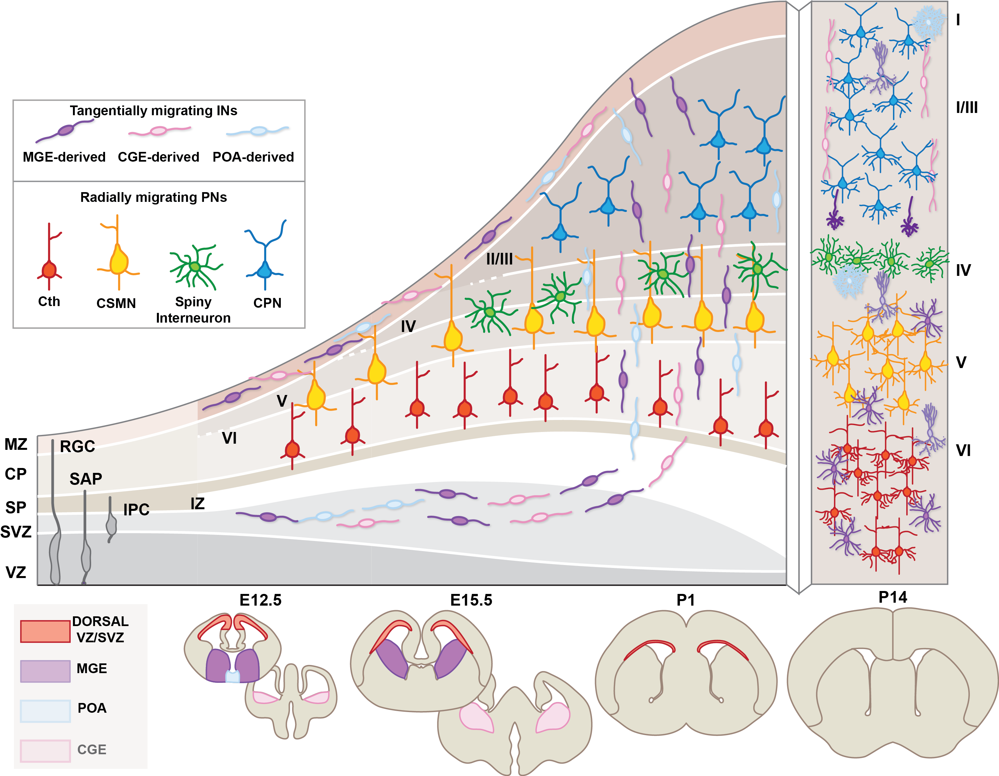 Tangentially migrating INs
MGE-derived CGE-derived POA-derived
Radially migrating PNs
Cth CSMN Spiny CPN
Interneuron
I
I/III
IV
V
VI
II/III
IV
V
VI
MZ
CP
SP
SVZ
VZ
RGC
SAP
IPC
IZ
E12.5 E15.5 P1 P14
DORSAL
VZ/SVZ
MGE
POA
CGE